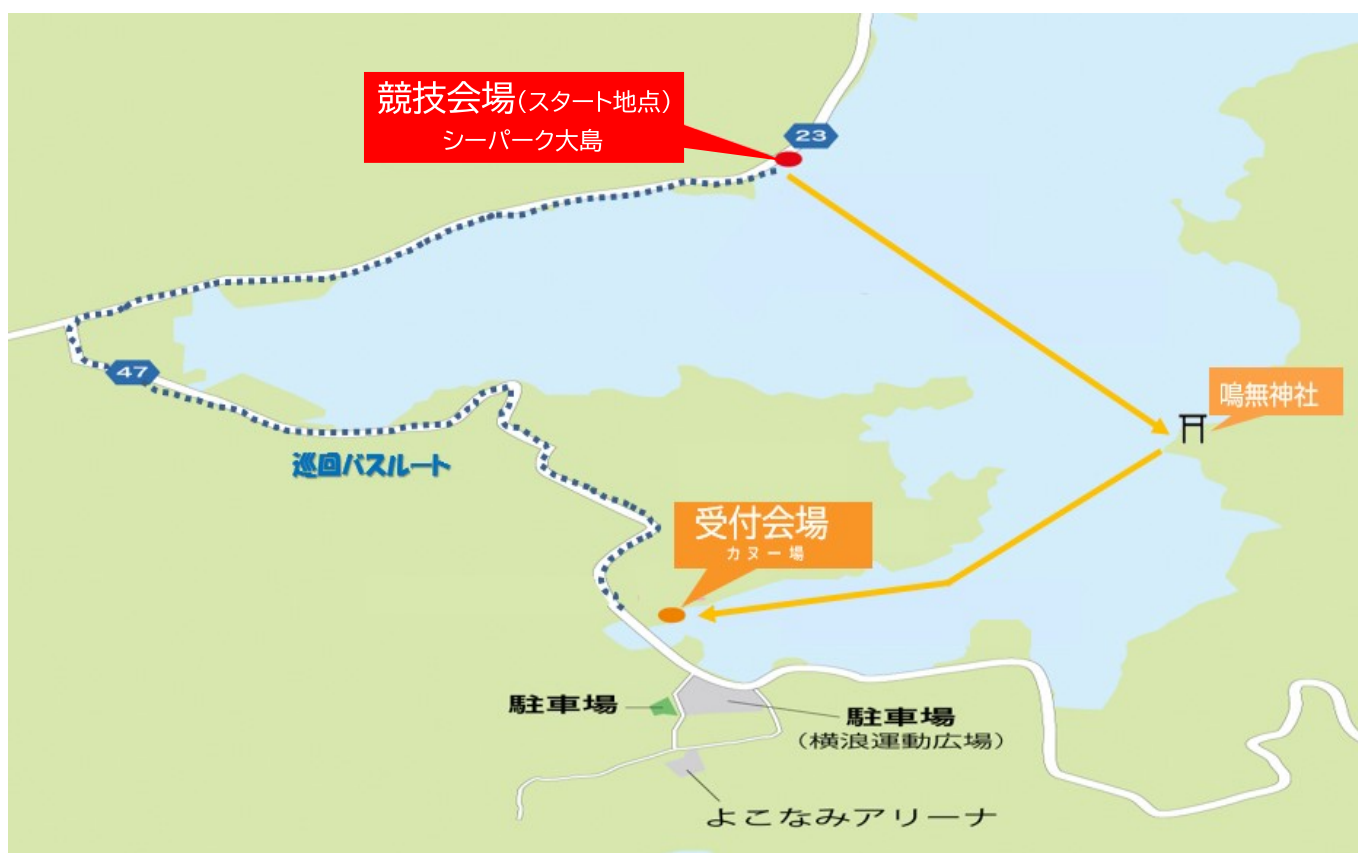 競技会場(スタート地点)
シーパーク大島
23
47
巡回バスルート
鳴無神社
受付会場
カヌー場
駐車場
駐車場
(横浪運動広場)
よこなみアリーナ